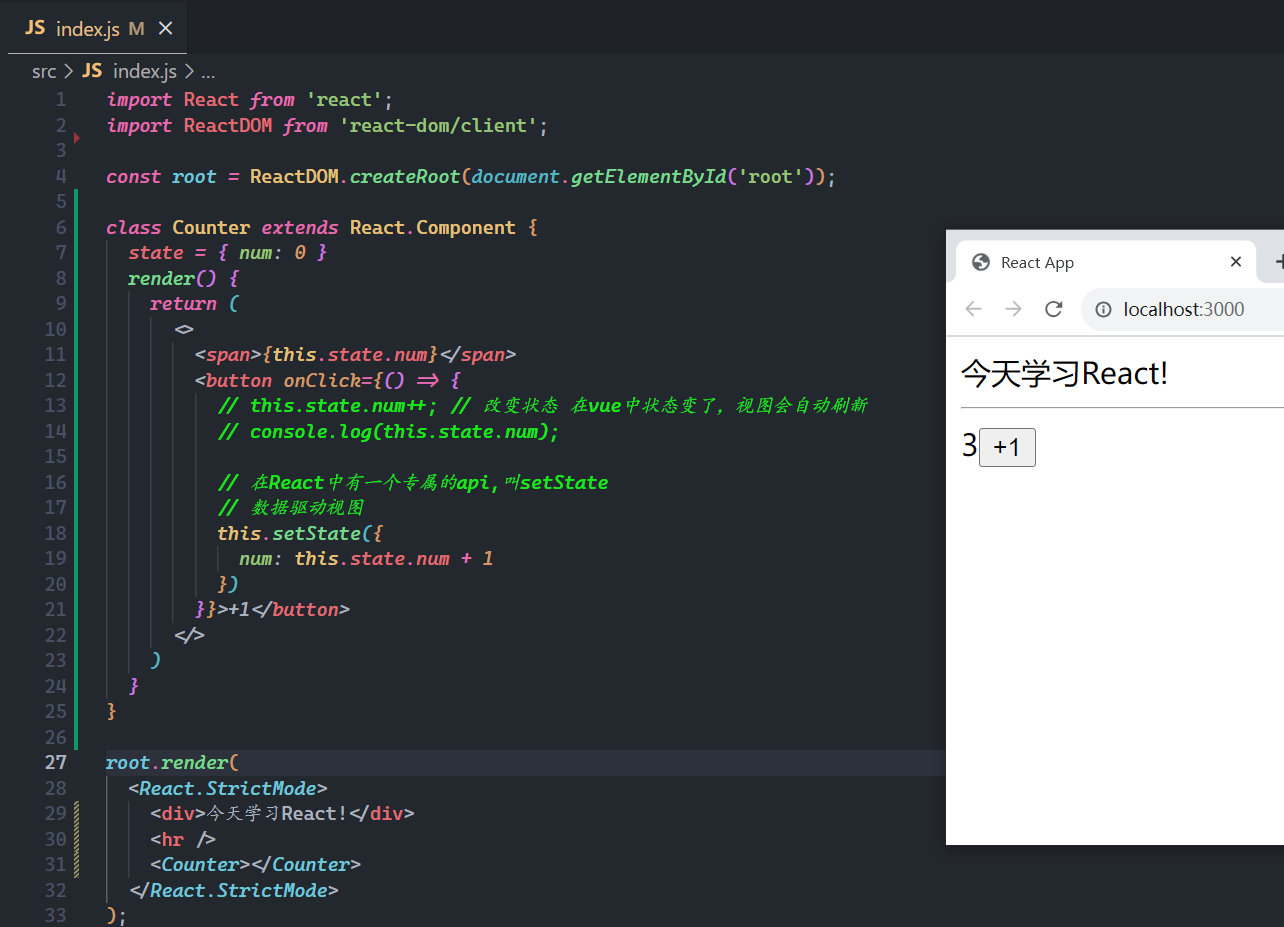 JS index.js M ×
src > JS index.js > ...
1 import React from 'react';
2 import ReactDOM from 'react-dom/client';
3
4 const root = ReactDOM.createRoot(document.getElementById('root'));
5
6 class Counter extends React.Component {
7 state = { num: 0 }
8 render() {
9 return (
10 <>
11 <span>{this.state.num}</span>
12 <button onClick={() => {
13 // this.state.num++; // 改变状态 在vue中状态变了, 视图会自动刷新
14 // console.log(this.state.num);
15
16 // 在React中有一个专属的api,叫setState
17 // 数据驱动视图
18 this.setState({
19 num: this.state.num + 1
20 })
21 }}>+1</button>
22 </>
23 )
24 }
25 }
26
27 root.render(
28 <React.StrictMode>
29 <div>今天学习React!</div>
30 <hr />
31 <Counter></Counter>
32 </React.StrictMode>
33 );
React App
localhost:3000
今天学习React!
3 +1